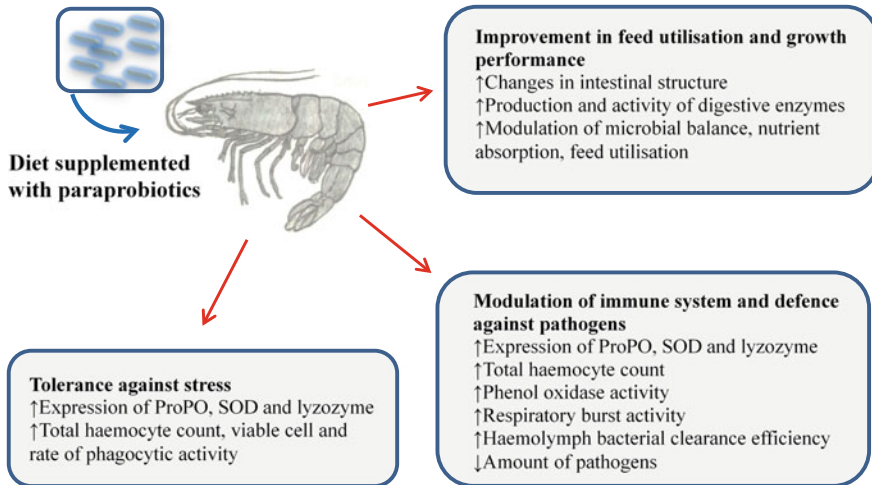 Diet supplemented
with paraprobiotics
Improvement in feed utilisation and growth
performance
↑Changes in intestinal structure
↑Production and activity of digestive enzymes
↑Modulation of microbial balance, nutrient
absorption, feed utilisation
Modulation of immune system and defence
against pathogens
↑Expression of ProPO, SOD and lyzozyme
↑Total haemocyte count
↑Phenol oxidase activity
↑Respiratory burst activity
↑Haemolymph bacterial clearance efficiency
↓Amount of pathogens
Tolerance against stress
↑Expression of ProPO, SOD and lyzozyme
↑Total haemocyte count, viable cell and
rate of phagocytic activity